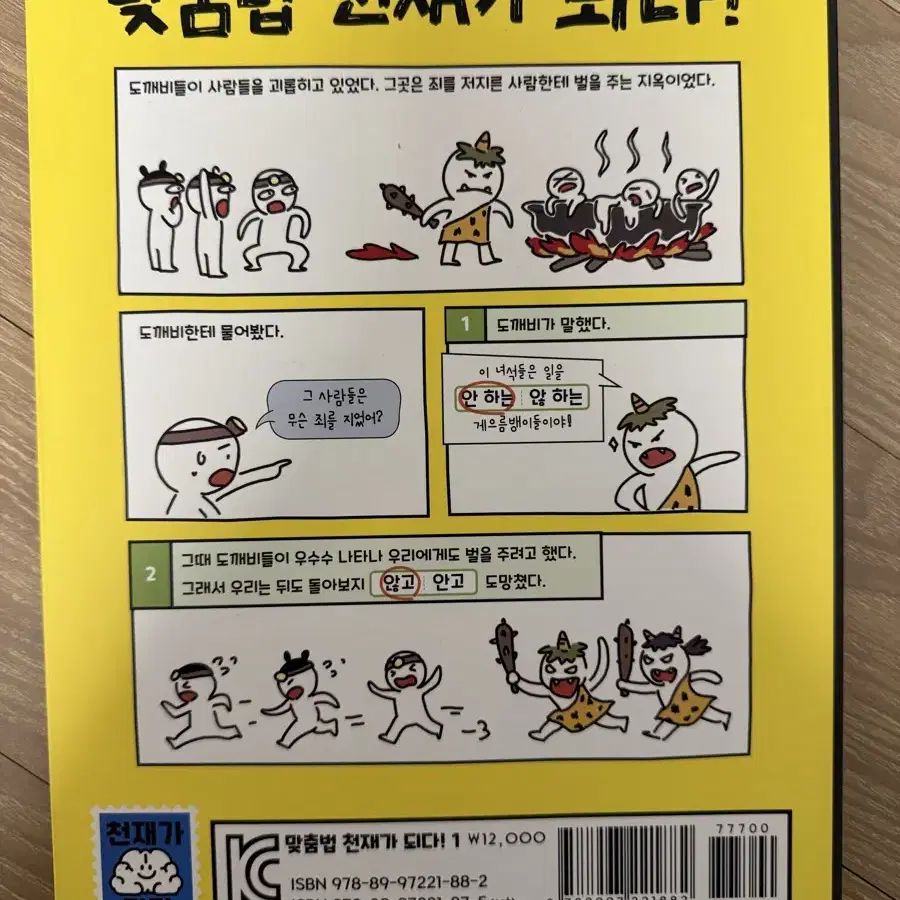 맞춤법 천재가 되다!
도깨비들이 사람들을 괴롭히고 있었다. 그곳은 죄를 저지른 사람한테 벌을 주는 지옥이었다.
도깨비한테 물어봤다.
그 사람들은
무슨 죄를 지었어?
1 도깨비가 말했다.
이 녀석들은 일을
안 하는 않 하는
게으름뱅이들이야!
2 그때 도깨비들이 우수수 나타나 우리에게도 벌을 주려고 했다.
그래서 우리는 뒤도 돌아보지 않고 안고 도망쳤다.
천재가
맞춤법 천재가 되다! 1 ₩12,000
77700
ISBN 978-89-97221-88-2